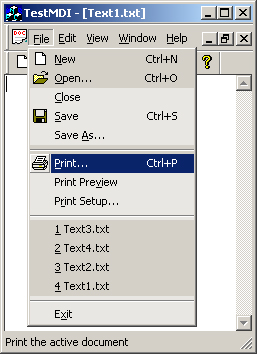 TestMDI - [Text1.txt]
DOC File Edit View Window Help
New Ctrl+N
Open... Ctrl+O
Close
Save Ctrl+S
Save As...
Print... Ctrl+P
Print Preview
Print Setup...
1 Text3.txt
2 Text4.txt
3 Text2.txt
4 Text1.txt
Exit
Print the active document